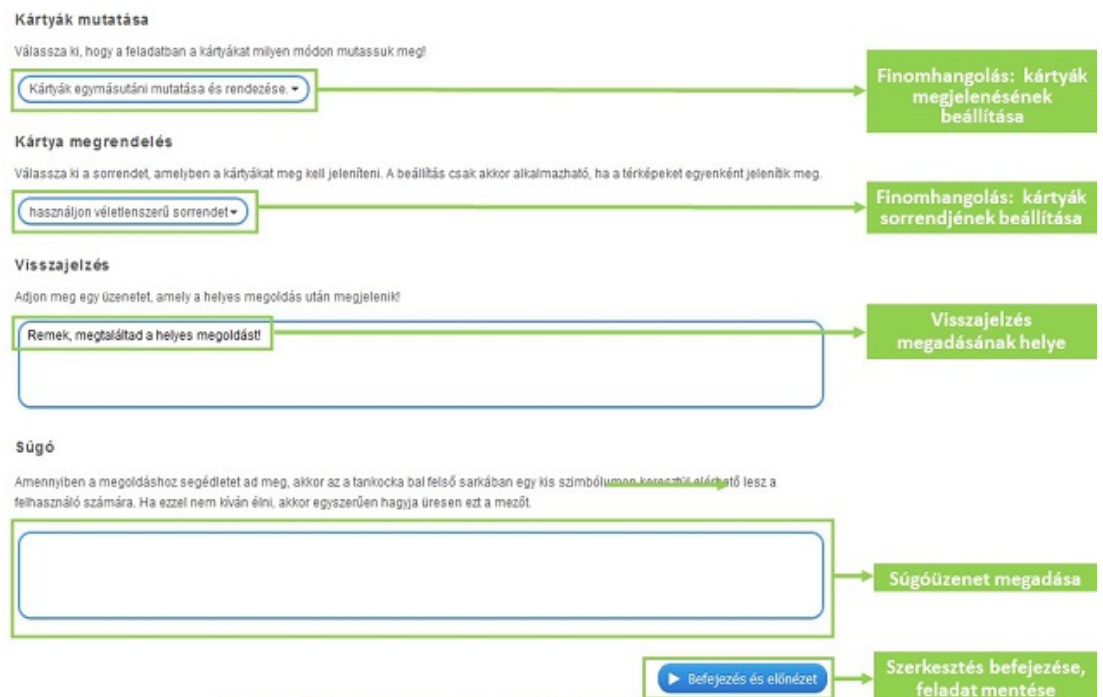 Kártyák mutatása
Válassza ki, hogy a feladatban a kártyákat milyen módon mutassuk meg!
Kártyák egymásutáni mutatása és rendezése.
Finomhangolás: kártyák
megjelenésének
beállítása
Kártya megrendelés
Válassza ki a sorrendet, amelyben a kártyákat meg kell jeleníteni. A beállítás csak akkor alkalmazható, ha a térképeket egyenként jelenítik meg.
használjon véletlenszerű sorrendet
Finomhangolás: kártyák
sorrendjének beállítása
Visszajelzés
Adjon meg egy üzenetet, amely a helyes megoldás után megjelenik!
Remek, megtaláltad a helyes megoldást!
Visszajelzés
megadásának helye
Súgó
Amennyiben a megoldáshoz segédletet ad meg, akkor az a tankocka bal felső sarkában egy kis szimbólumon keresztül elérhető lesz a
felhasználó számára. Ha ezzel nem kíván élni, akkor egyszerűen hagyja üresen ezt a mezőt.
Súgóüzenet megadása
Befejezés és előnézet
Szerkesztés befejezése,
feladat mentése